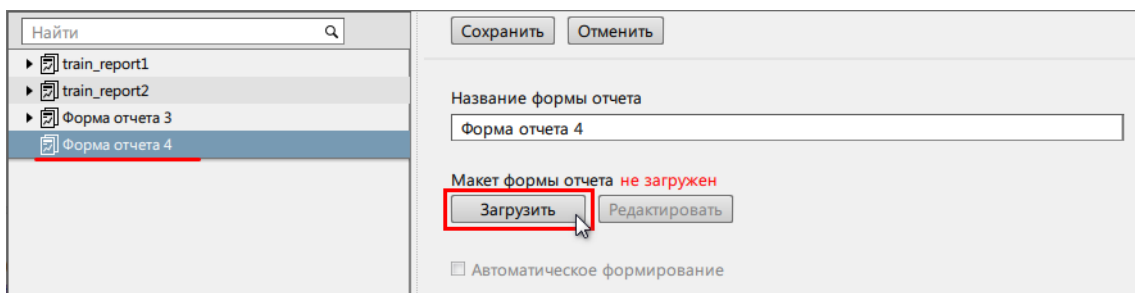 Найти
train_report1
train_report2
Форма отчета 3
Форма отчета 4
Сохранить Отменить
Название формы отчета
Форма отчета 4
Макет формы отчета не загружен
Загрузить Редактировать
Автоматическое формирование